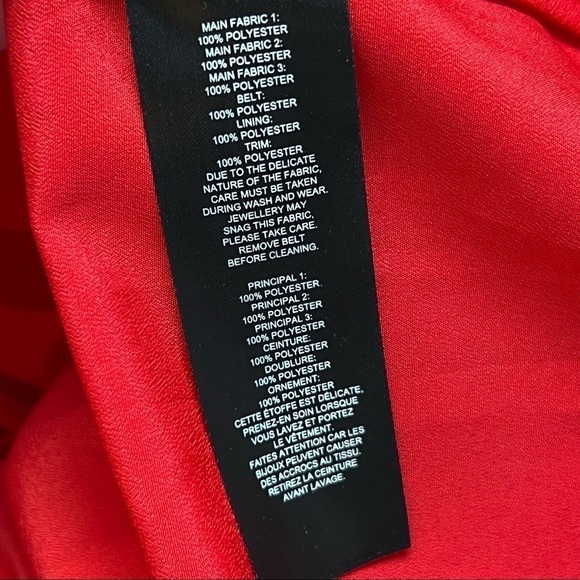 MAIN FABRIC 1:
100% POLYESTER
MAIN FABRIC 2:
100% POLYESTER
MAIN FABRIC 3:
100% POLYESTER
BELT:
100% POLYESTER
LINING:
100% POLYESTER
TRIM:
100% POLYESTER
DUE TO THE DELICATE
NATURE OF THE FABRIC,
CARE MUST BE TAKEN
DURING WASH AND WEAR.
JEWELLERY MAY
SNAG THIS FABRIC,
PLEASE TAKE CARE.
REMOVE BELT
BEFORE CLEANING.
PRINCIPAL 1:
100% POLYESTER.
PRINCIPAL 2:
100% POLYESTER
PRINCIPAL 3:
100% POLYESTER
CEINTURE:
100% POLYESTER
DOUBLURE:
100% POLYESTER
ORNEMENT:
100% POLYESTER
CETTE ÉTOFFE EST DÉLICATE,
PRENEZ-EN SOIN LORSQUE
VOUS LAVEZ ET PORTEZ
LE VÊTEMENT.
FAITES ATTENTION CAR LES
BIJOUX PEUVENT CAUSER
DES ACCROCS AU TISSU.
RETIREZ LA CEINTURE
AVANT LAVAGE.